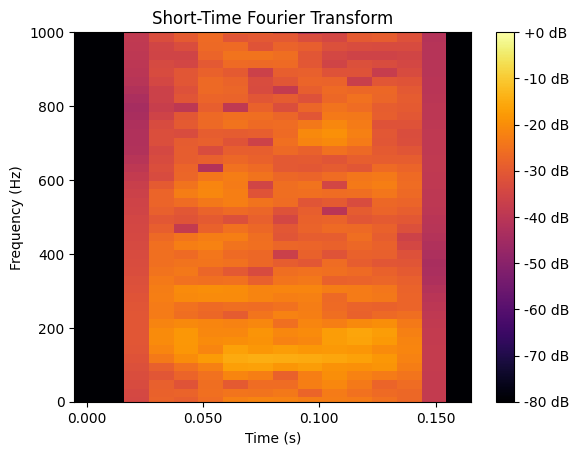 Short-Time Fourier Transform
1000
800
600
400
200
0
Frequency (Hz)
0.000
0.050
0.100
0.150
Time (s)
+0 dB
-10 dB
-20 dB
-30 dB
-40 dB
-50 dB
-60 dB
-70 dB
-80 dB